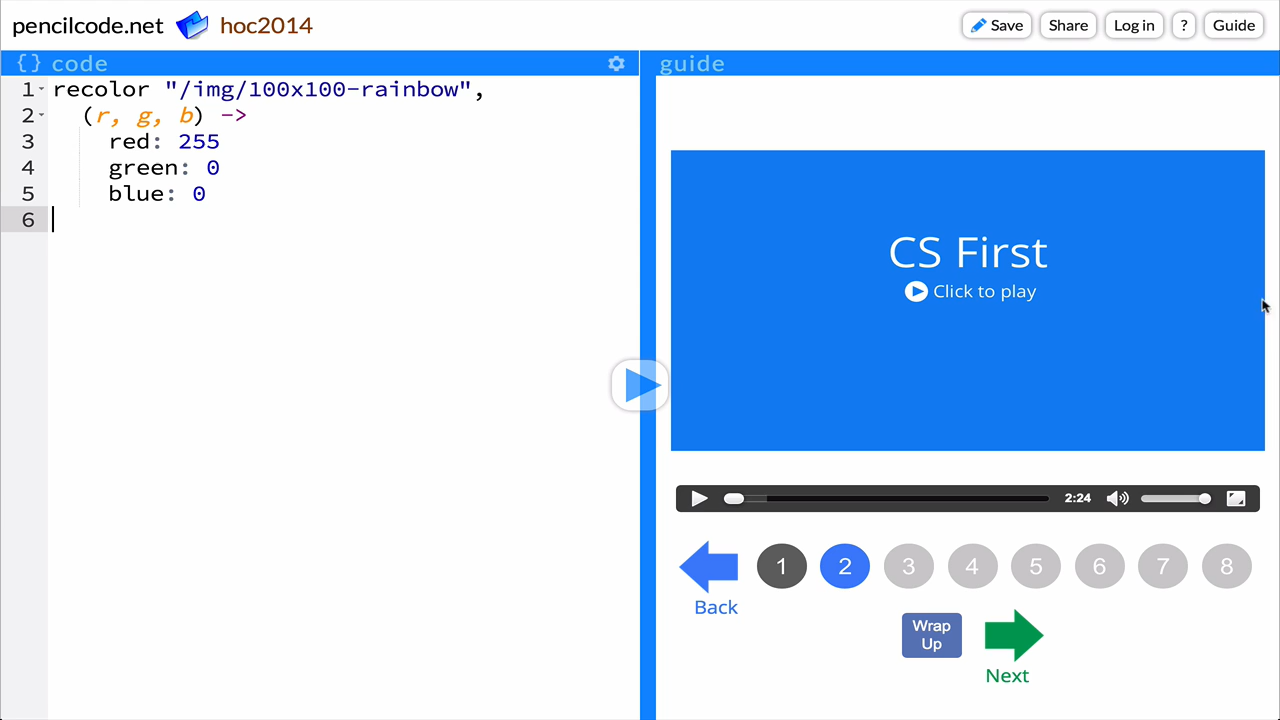 pencilcode.net hoc2014
Save Share Log in ? Guide
{} code
guide
1 recolor "/img/100x100-rainbow",
2 (r, g, b) ->
3 red: 255
4 green: 0
5 blue: 0
6
CS First
Click to play
2:24
1 2 3 4 5 6 7 8
Back
Wrap
Up
Next